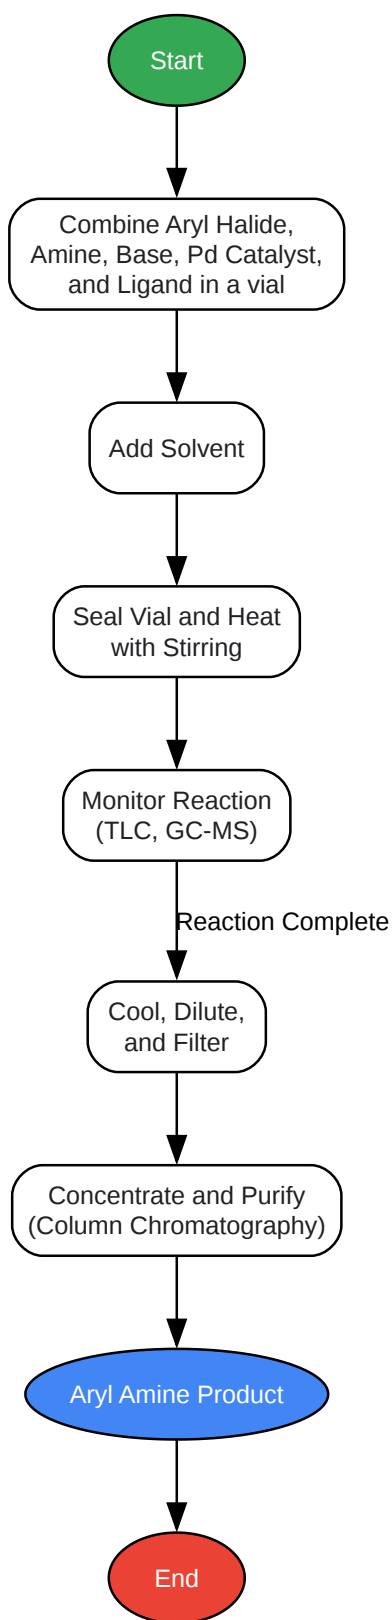 Start
Combine Aryl Halide,
Amine, Base, Pd Catalyst,
and Ligand in a vial
Add Solvent
Seal Vial and Heat
with Stirring
Monitor Reaction
(TLC, GC-MS)
Reaction Complete
Cool, Dilute,
and Filter
Concentrate and Purify
(Column Chromatography)
Aryl Amine Product
End